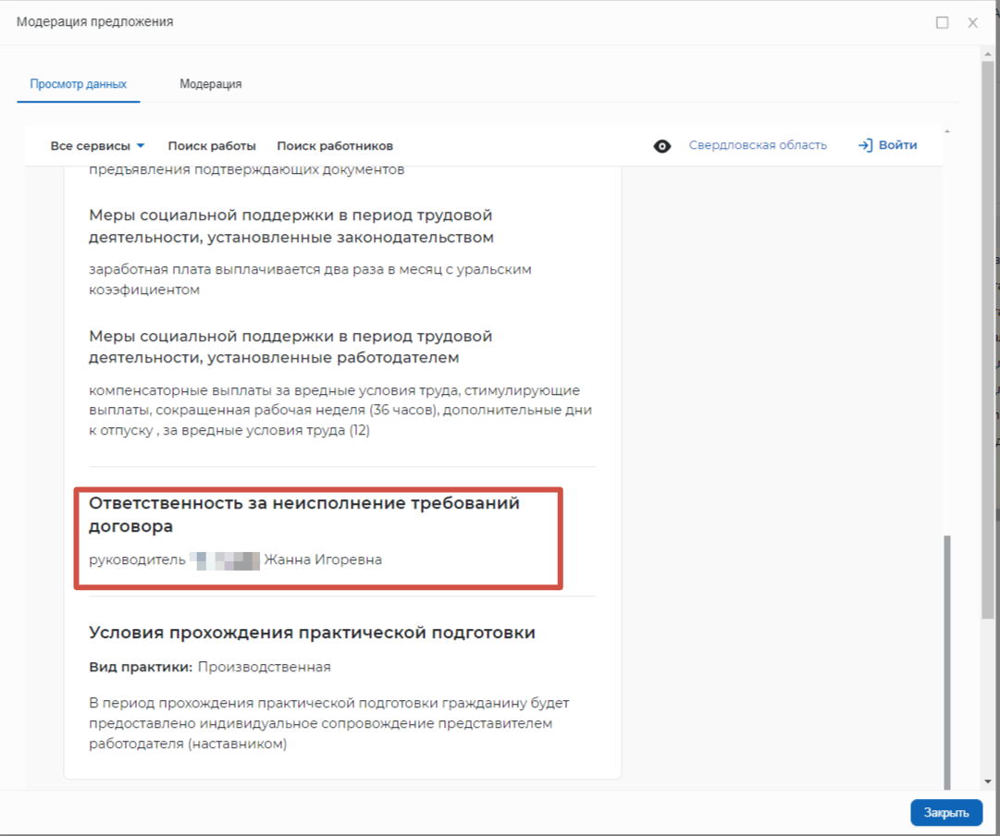 Модерация предложения
Просмотр данных Модерация
Все сервисы Поиск работы Поиск работников Свердловская область Войти
предъявления подтверждающих документов
Меры социальной поддержки в период трудовой
деятельности, установленные законодательством
заработная плата выплачивается два раза в месяц с уральским
коээфициентом
Меры социальной поддержки в период трудовой
деятельности, установленные работодателем
компенсаторные выплаты за вредные условия труда, стимулирующие
выплаты, сокращенная рабочая неделя (36 часов), дополнительные дни
к отпуску , за вредные условия труда (12)
Ответственность за неисполнение требований
договора
руководитель Жанна Игоревна
Условия прохождения практической подготовки
Вид практики: Производственная
В период прохождения практической подготовки гражданину будет
предоставлено индивидуальное сопровождение представителем
работодателя (наставником)
Закрыть